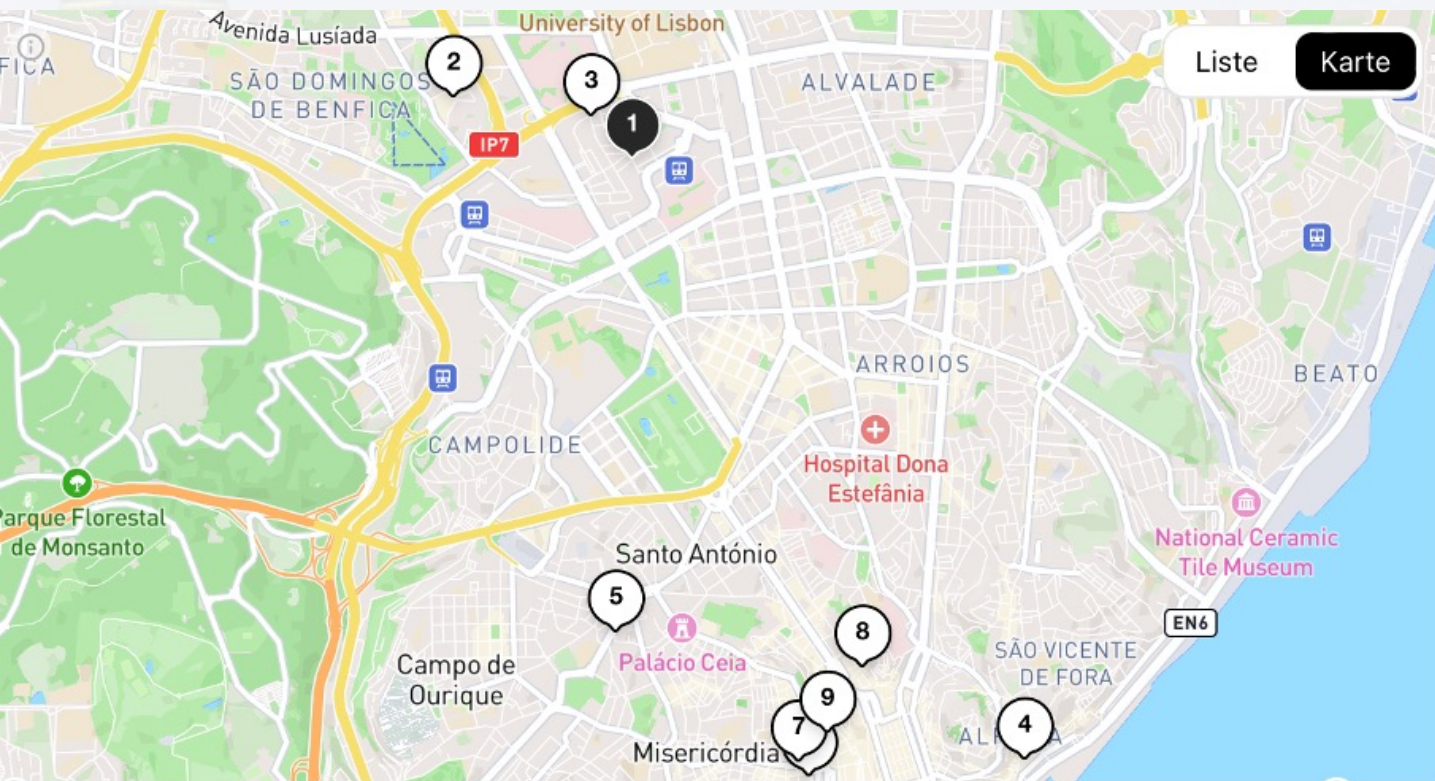 Avenida Lusíada
University of Lisbon
FICA
SÃO DOMINGOS
DE BENFICA
2
3
1
IP7
ALVALADE
Liste
Karte
ARROIOS
BEATO
CAMPOLIDE
Hospital Dona
Estefânia
Parque Florestal
de Monsanto
National Ceramic
Tile Museum
Santo António
5
Palácio Ceia
8
EN6
SÃO VICENTE
DE FORA
Campo de
Ourique
9
7
4
Misericórdia
AL A